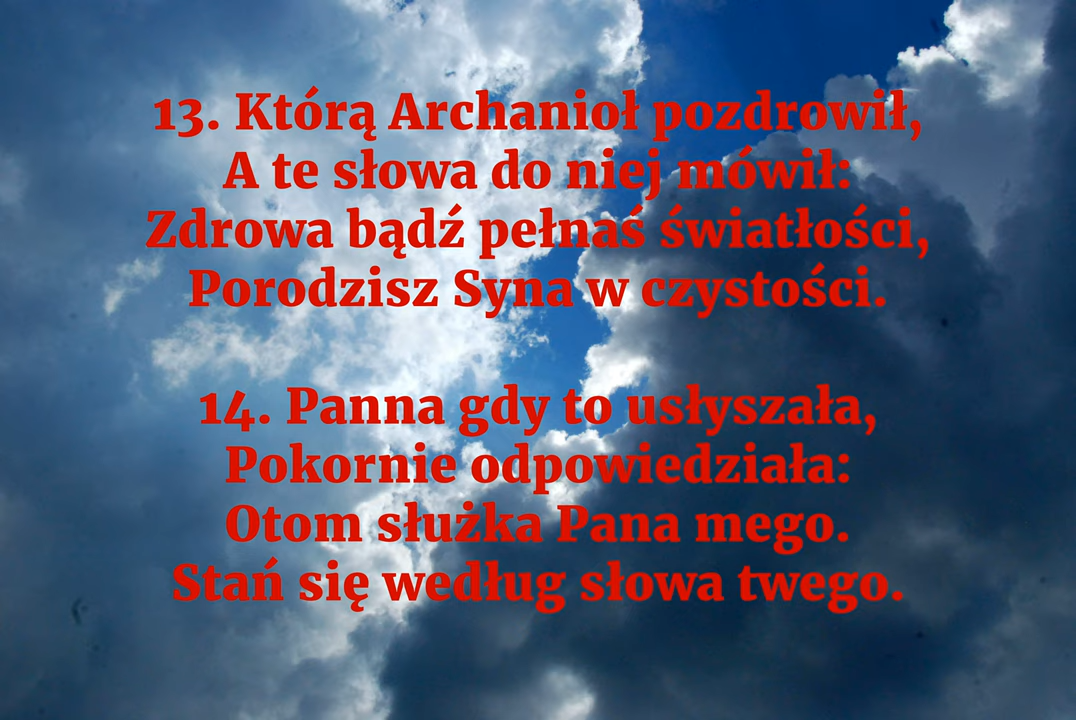 13. Którą Archanioł pozdrowił,
A te słowa do niej mówił:
Zdrowa bądź pełnaś światłości,
Porodzisz Syna w czystości.
14. Panna gdy to usłyszała,
Pokornie odpowiedziała:
Otom służka Pana mego.
Stań się według słowa twego.